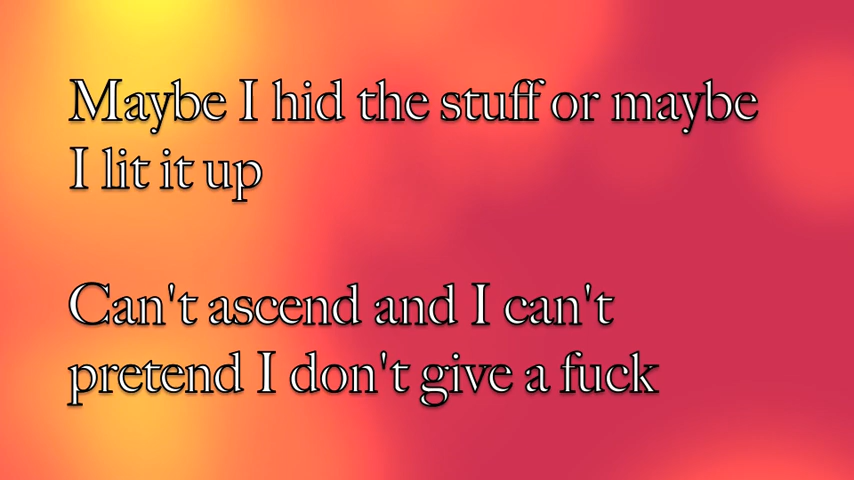 Maybe I hid the stuff or maybe
I lit it up
Can't ascend and I can't
pretend I don't give a fuck